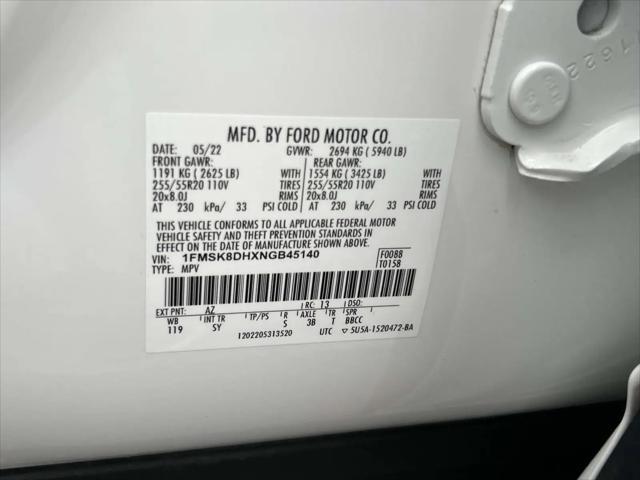 MFD. BY FORD MOTOR CO.
DATE: 05/22 GVWR: 2694 KG ( 5940 LB)
FRONT GAWR: REAR GAWR:
1191 KG ( 2625 LB) WITH 1554 KG ( 3425 LB) WITH
255/55R20 110V TIRES 255/55R20 110V TIRES
20x8.0J RIMS 20x8.0J RIMS
AT 230 kPa/ 33 PSI COLD AT 230 kPa/ 33 PSI COLD
THIS VEHICLE CONFORMS TO ALL APPLICABLE FEDERAL MOTOR
VEHICLE SAFETY AND THEFT PREVENTION STANDARDS IN
EFFECT ON THE DATE OF MANUFACTURE SHOWN ABOVE.
VIN: 1FMSK8DHXNGB45140 F0088
TYPE: MPV T0158
EXT PNT: AZ RC: 13 DSO:
WB INT TR TP/PS R AXLE TR SPR
119 SY S 3B T BBCC
1202205313520 UTC 5U5A-1520472-BA